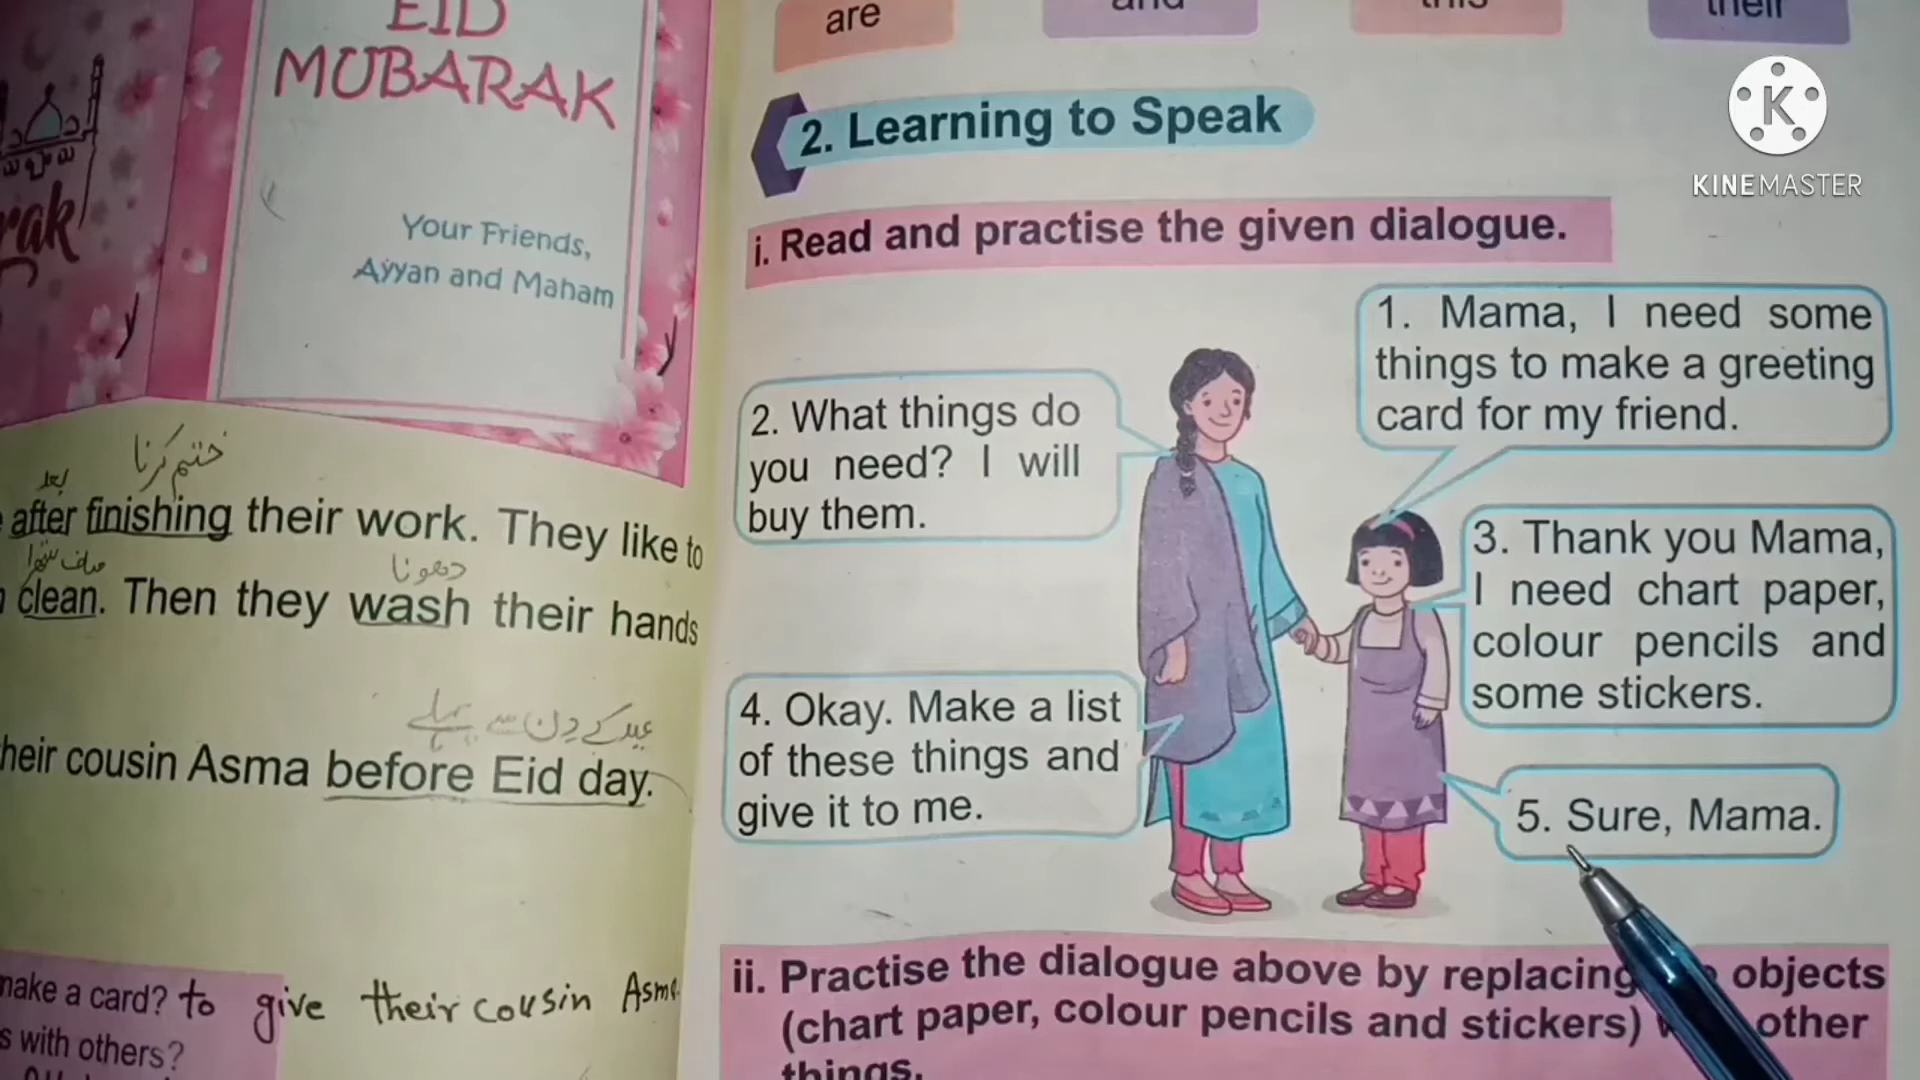 EID
MUBARAK
Your Friends,
Ayyan and Maham
ختم کرنا
بعد
after finishing their work. They like to
صاف ستھرا
دھونا
clean. Then they wash their hands
عید کے دن سے پہلے
their cousin Asma before Eid day.
make a card? to give their cousin Asma
s with others?
are
and
this
their
2. Learning to Speak
i. Read and practise the given dialogue.
1. Mama, I need some
things to make a greeting
card for my friend.
2. What things do
you need? I will
buy them.
3. Thank you Mama,
I need chart paper,
colour pencils and
some stickers.
4. Okay. Make a list
of these things and
give it to me.
5. Sure, Mama.
ii. Practise the dialogue above by replacing objects
(chart paper, colour pencils and stickers) other
things.
K
KINEMASTER